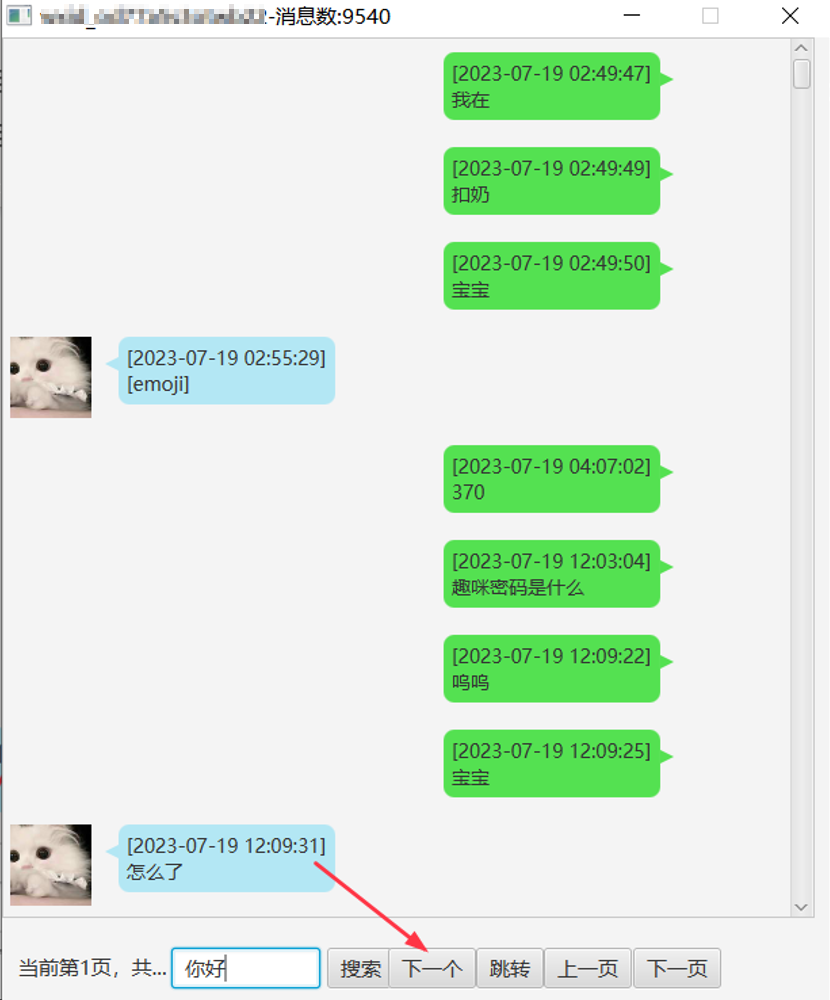 -消息数:9540
[2023-07-19 02:49:47]
我在
[2023-07-19 02:49:49]
扣奶
[2023-07-19 02:49:50]
宝宝
[2023-07-19 02:55:29]
[emoji]
[2023-07-19 04:07:02]
370
[2023-07-19 12:03:04]
趣咪密码是什么
[2023-07-19 12:09:22]
呜呜
[2023-07-19 12:09:25]
宝宝
[2023-07-19 12:09:31]
怎么了
当前第1页，共... 你好 搜索 下一个 跳转 上一页 下一页